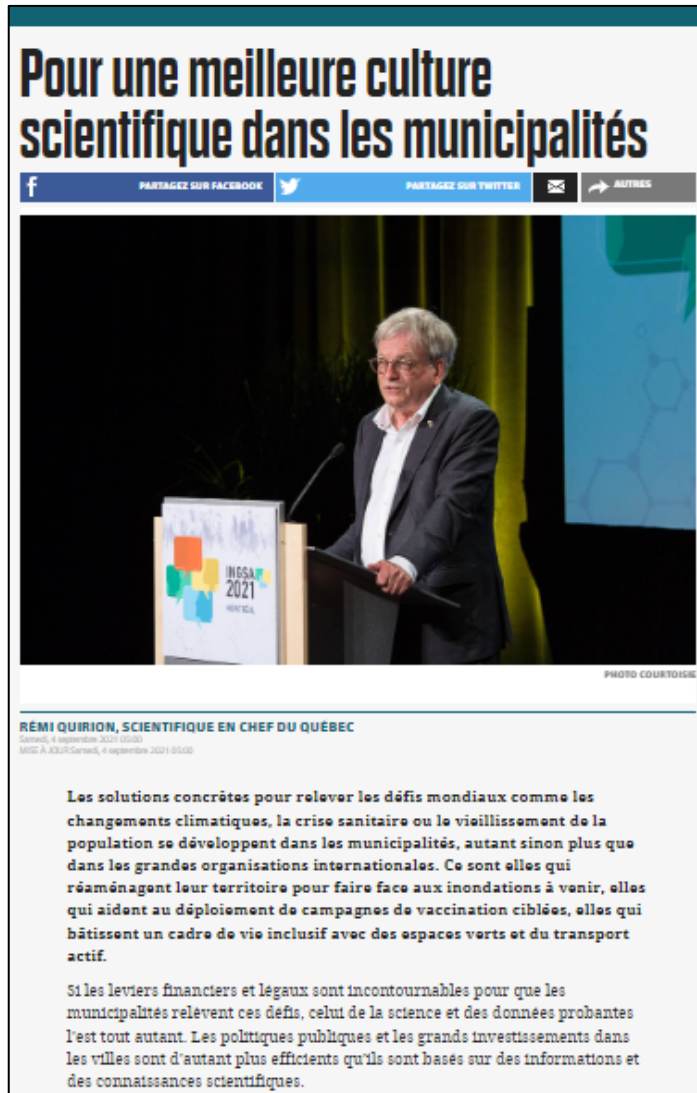 Pour une meilleure culture
scientifique dans les municipalités
f PARTAGEZ SUR FACEBOOK PARTAGEZ SUR TWITTER AUTRES
INGSA
2021
MONTRÉAL
PHOTO COURTOISIE
RÉMI QUIRION, SCIENTIFIQUE EN CHEF DU QUÉBEC
Samedi, 4 septembre 2021 05:00
MISE À JOUR Samedi, 4 septembre 2021 05:00
Les solutions concrètes pour relever les défis mondiaux comme les
changements climatiques, la crise sanitaire ou le vieillissement de la
population se développent dans les municipalités, autant sinon plus que
dans les grandes organisations internationales. Ce sont elles qui
réaménagent leur territoire pour faire face aux inondations à venir, elles
qui aident au déploiement de campagnes de vaccination ciblées, elles qui
bâtissent un cadre de vie inclusif avec des espaces verts et du transport
actif.
Si les leviers financiers et légaux sont incontournables pour que les
municipalités relèvent ces défis, celui de la science et des données probantes
l'est tout autant. Les politiques publiques et les grands investissements dans
les villes sont d'autant plus efficients qu'ils sont basés sur des informations et
des connaissances scientifiques.